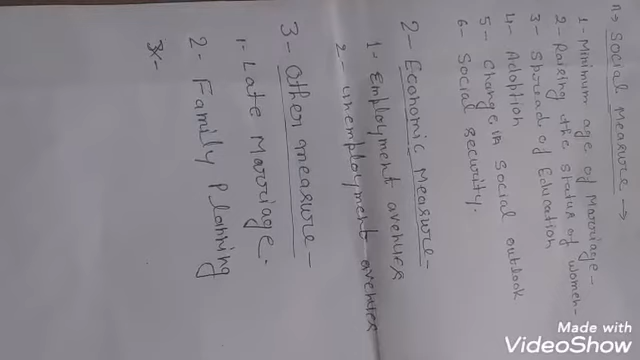 1→ Social Measure →
1 - Minimum age of Marriage -
2 - Raising the status of women -
3 - Spread of Education
4 - Adoption
5 - Change in Social outlook
6 - Social Security.
2 - Economic Measure -
1 - Employment avenues
2 - unemployment avenues
3 - Other measure -
1. Late Marriage.
2 - Family Planning
3 -
Made with
VideoShow